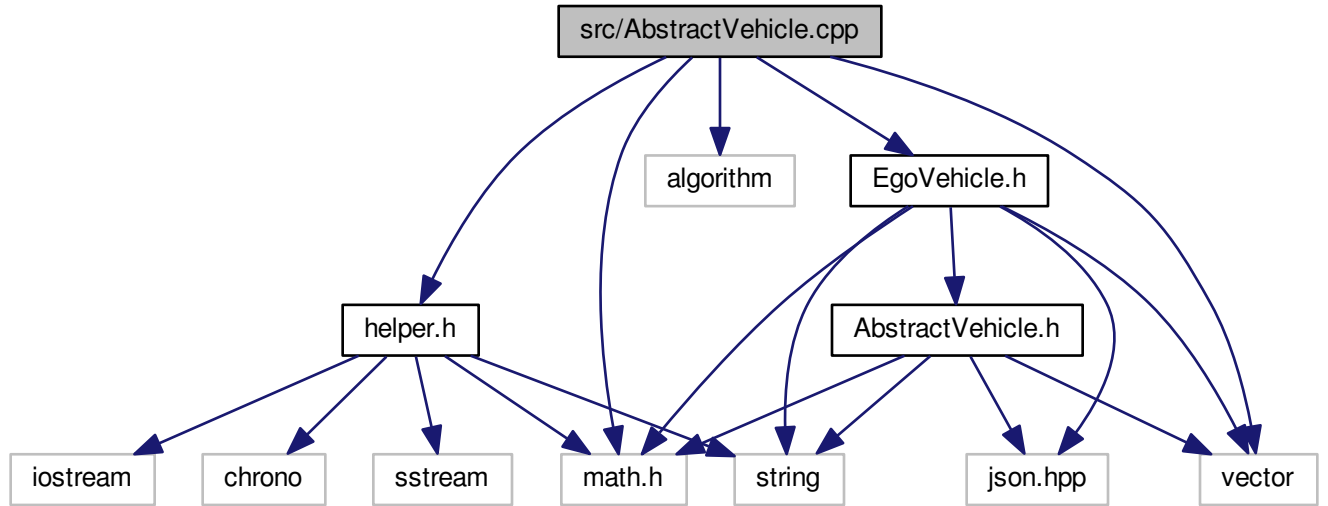 src/AbstractVehicle.cpp
algorithm
EgoVehicle.h
helper.h
AbstractVehicle.h
iostream
chrono
sstream
math.h
string
json.hpp
vector